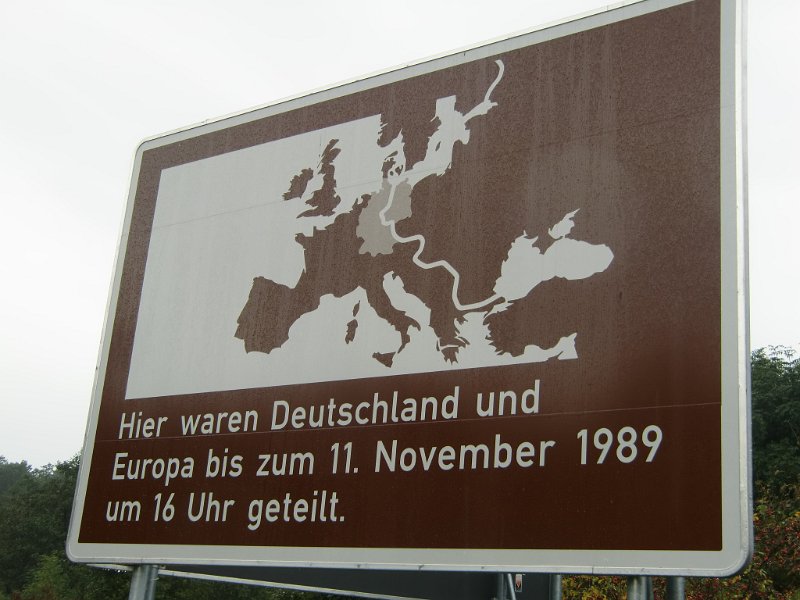 Hier waren Deutschland und
Europa bis zum 11. November 1989
um 16 Uhr geteilt.